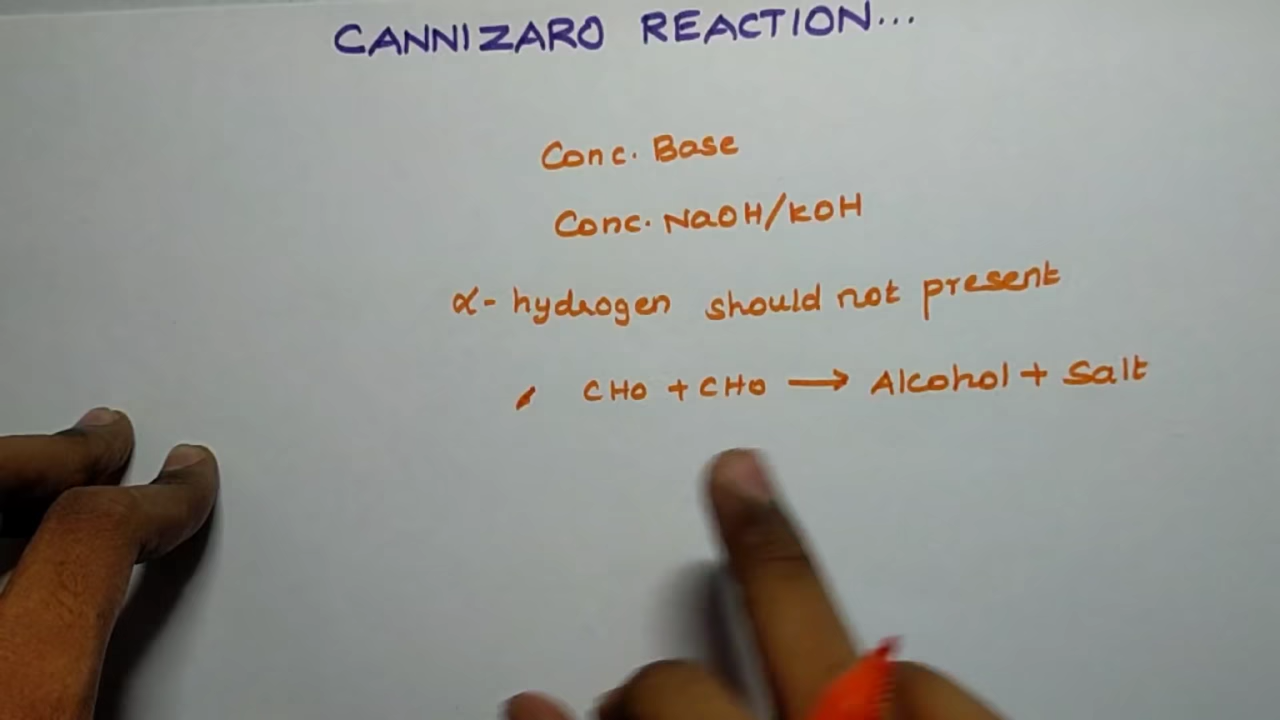 CANNIZARO REACTION...
Conc. Base
Conc. NaOH/KOH
α- hydrogen should not present
CHO + CHO ⟶ Alcohol + Salt